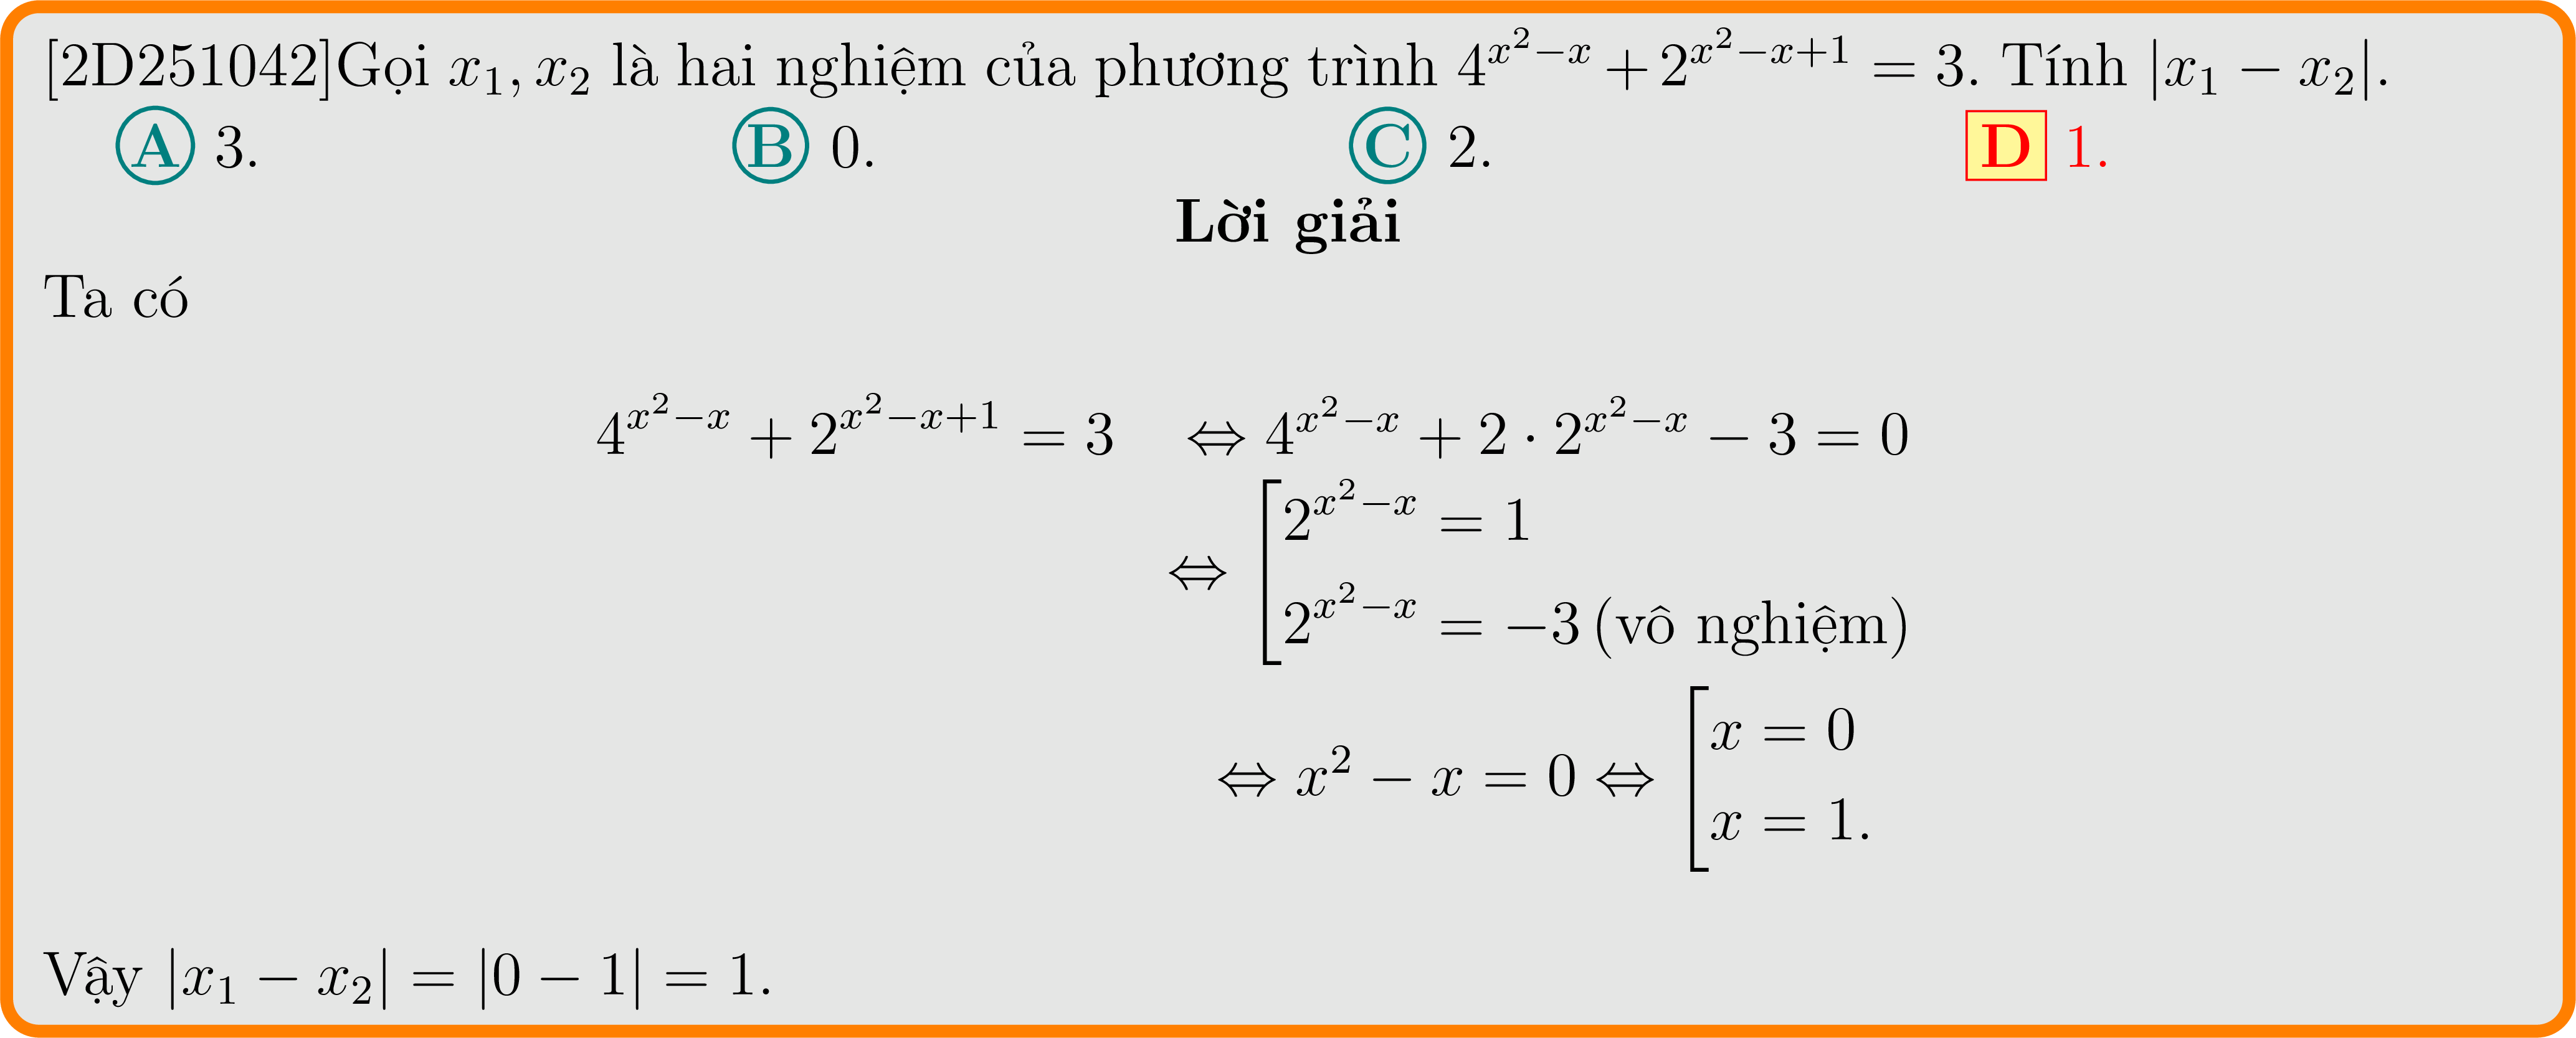 [2D251042]Gọi $x_1, x_2$ là hai nghiệm của phương trình $4^{x^2-x} + 2^{x^2-x+1} = 3$. Tính $|x_1 - x_2|$.
A 3. B 0. C 2. D 1.
Lời giải
Ta có
$4^{x^2-x} + 2^{x^2-x+1} = 3 \Leftrightarrow 4^{x^2-x} + 2 \cdot 2^{x^2-x} - 3 = 0$
$\Leftrightarrow \left[\begin{array}{l} 2^{x^2-x} = 1 \\ 2^{x^2-x} = -3 \text{ (vô nghiệm)} \end{array}\right.$
$\Leftrightarrow x^2 - x = 0 \Leftrightarrow \left[\begin{array}{l} x = 0 \\ x = 1. \end{array}\right.$
Vậy $|x_1 - x_2| = |0 - 1| = 1$.